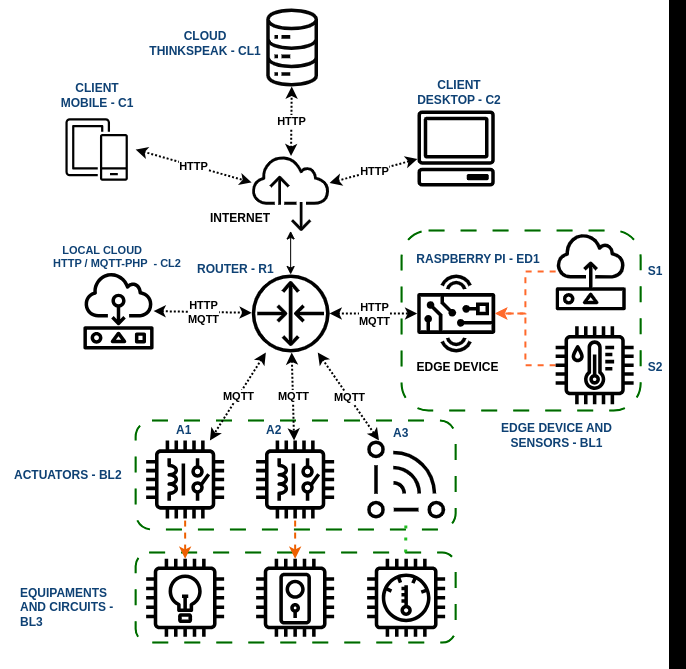 CLOUD
THINKSPEAK - CL1
CLIENT
MOBILE - C1
CLIENT
DESKTOP - C2
HTTP
HTTP
HTTP
INTERNET
LOCAL CLOUD
HTTP / MQTT-PHP - CL2
ROUTER - R1
RASPBERRY PI - ED1
S1
HTTP
MQTT
HTTP
MQTT
EDGE DEVICE
S2
MQTT
MQTT
MQTT
A1
A2
A3
EDGE DEVICE AND
SENSORS - BL1
ACTUATORS - BL2
EQUIPAMENTS
AND CIRCUITS -
BL3